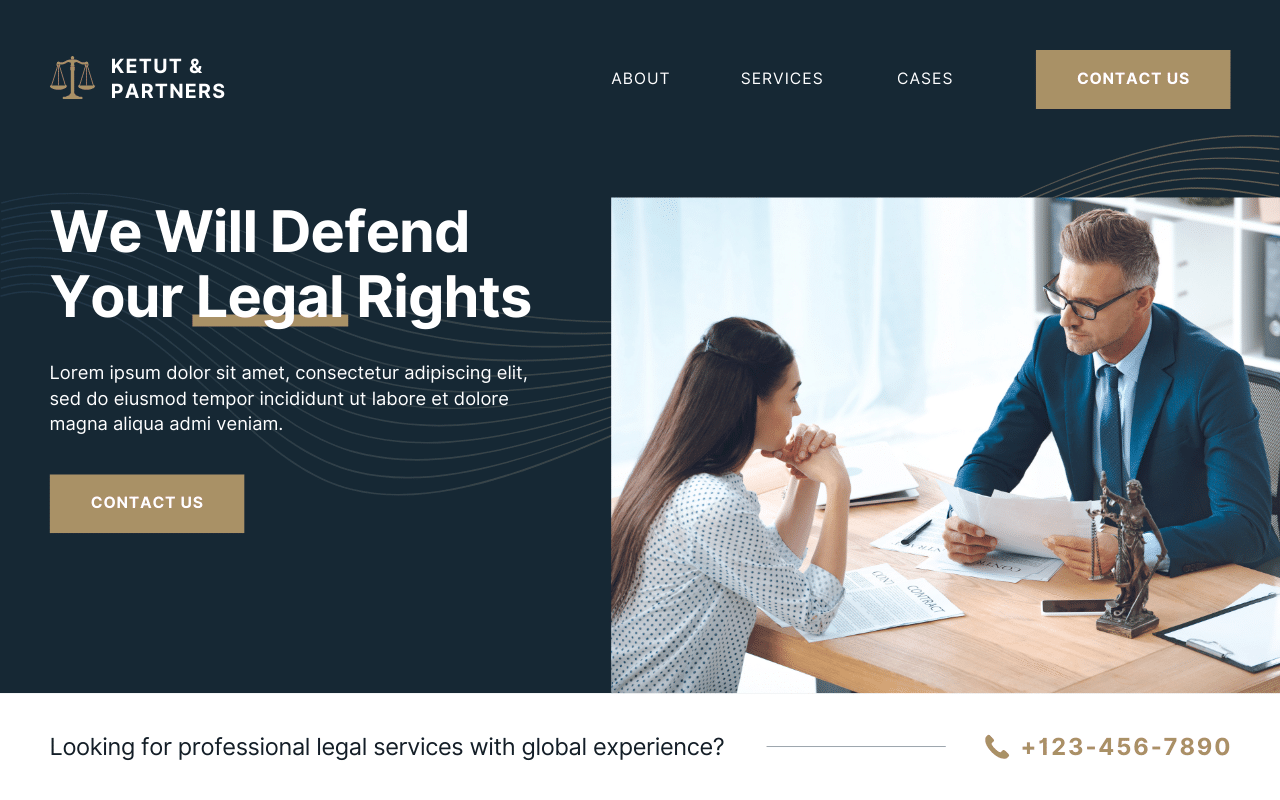 KETUT &
PARTNERS
ABOUT
SERVICES
CASES
CONTACT US
We Will Defend
Your Legal Rights
Lorem ipsum dolor sit amet, consectetur adipiscing elit,
sed do eiusmod tempor incididunt ut labore et dolore
magna aliqua admi veniam.
CONTACT US
CONTRACT
Looking for professional legal services with global experience?
+123-456-7890